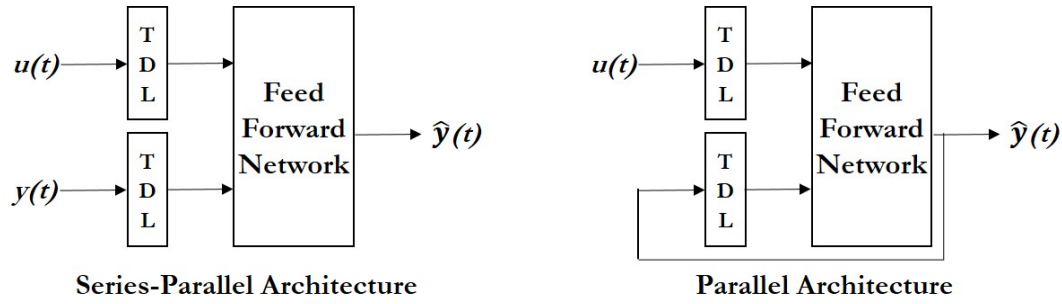 u(t)
T
D
L
y(t)
T
D
L
Feed
Forward
Network
ŷ(t)
Series-Parallel Architecture
u(t)
T
D
L
T
D
L
Feed
Forward
Network
ŷ(t)
Parallel Architecture